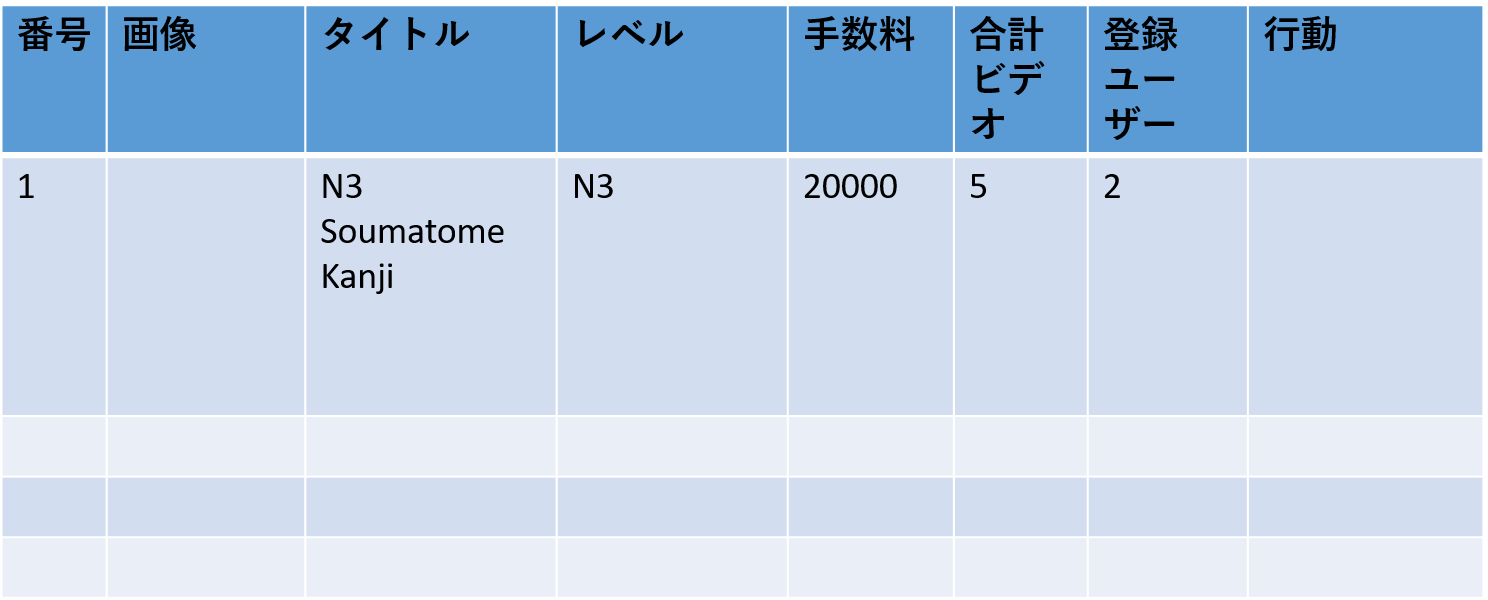 番号 画像 タイトル レベル 手数料 合計 登録 行動
ビデ ユー
オ ザー
1 N3 N3 20000 5 2
Soumatome
Kanji